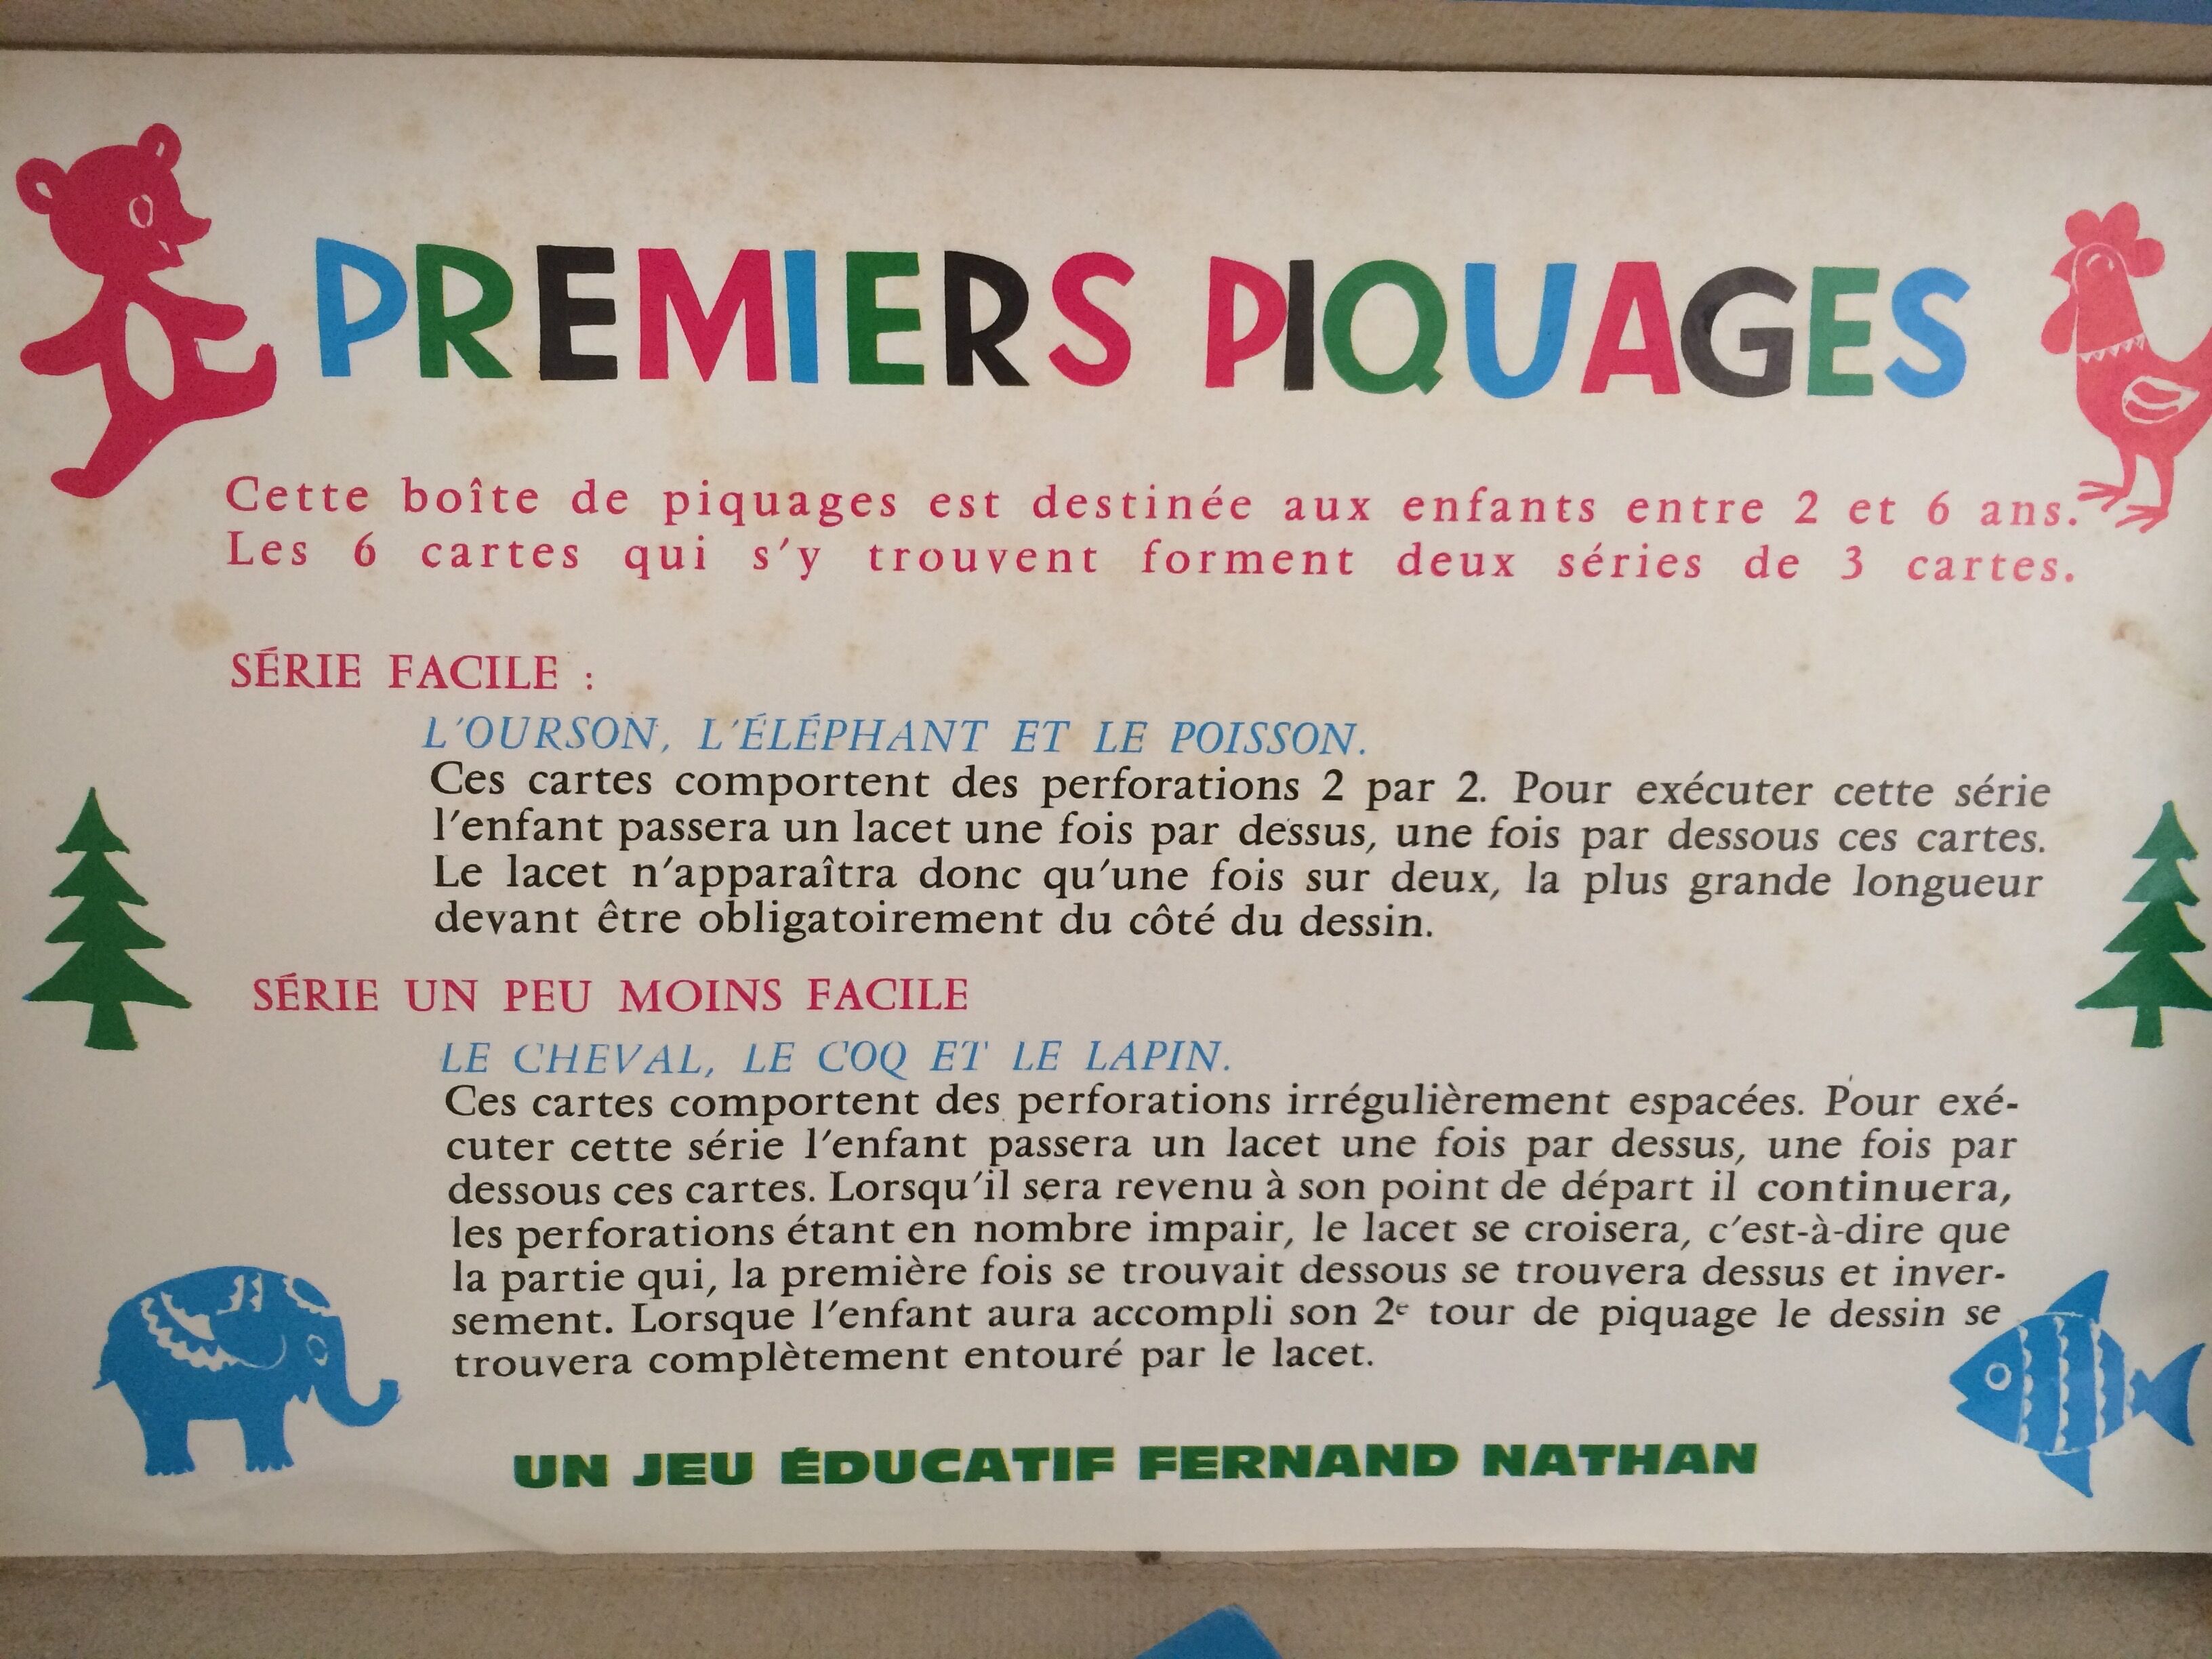 PREMIERS PIQUAGES
Cette boîte de piquages est destinée aux enfants entre 2 et 6 ans.
Les 6 cartes qui s'y trouvent forment deux séries de 3 cartes.
SÉRIE FACILE :
L'OURSON, L'ÉLÉPHANT ET LE POISSON.
Ces cartes comportent des perforations 2 par 2. Pour exécuter cette série
l'enfant passera un lacet une fois par dessus, une fois par dessous ces cartes.
Le lacet n'apparaîtra donc qu'une fois sur deux, la plus grande longueur
devant être obligatoirement du côté du dessin.
SÉRIE UN PEU MOINS FACILE
LE CHEVAL, LE COQ ET LE LAPIN.
Ces cartes comportent des perforations irrégulièrement espacées. Pour exé-
cuter cette série l'enfant passera un lacet une fois par dessus, une fois par
dessous ces cartes. Lorsqu'il sera revenu à son point de départ il continuera,
les perforations étant en nombre impair, le lacet se croisera, c'est-à-dire que
la partie qui, la première fois se trouvait dessous se trouvera dessus et inver-
sement. Lorsque l'enfant aura accompli son 2e tour de piquage le dessin se
trouvera complètement entouré par le lacet.
UN JEU ÉDUCATIF FERNAND NATHAN